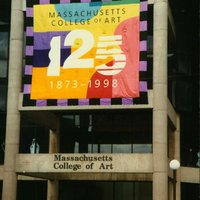 MASSACHUSETTS
COLLEGE OF ART
125
1873-1998
Massachusetts
College of Art